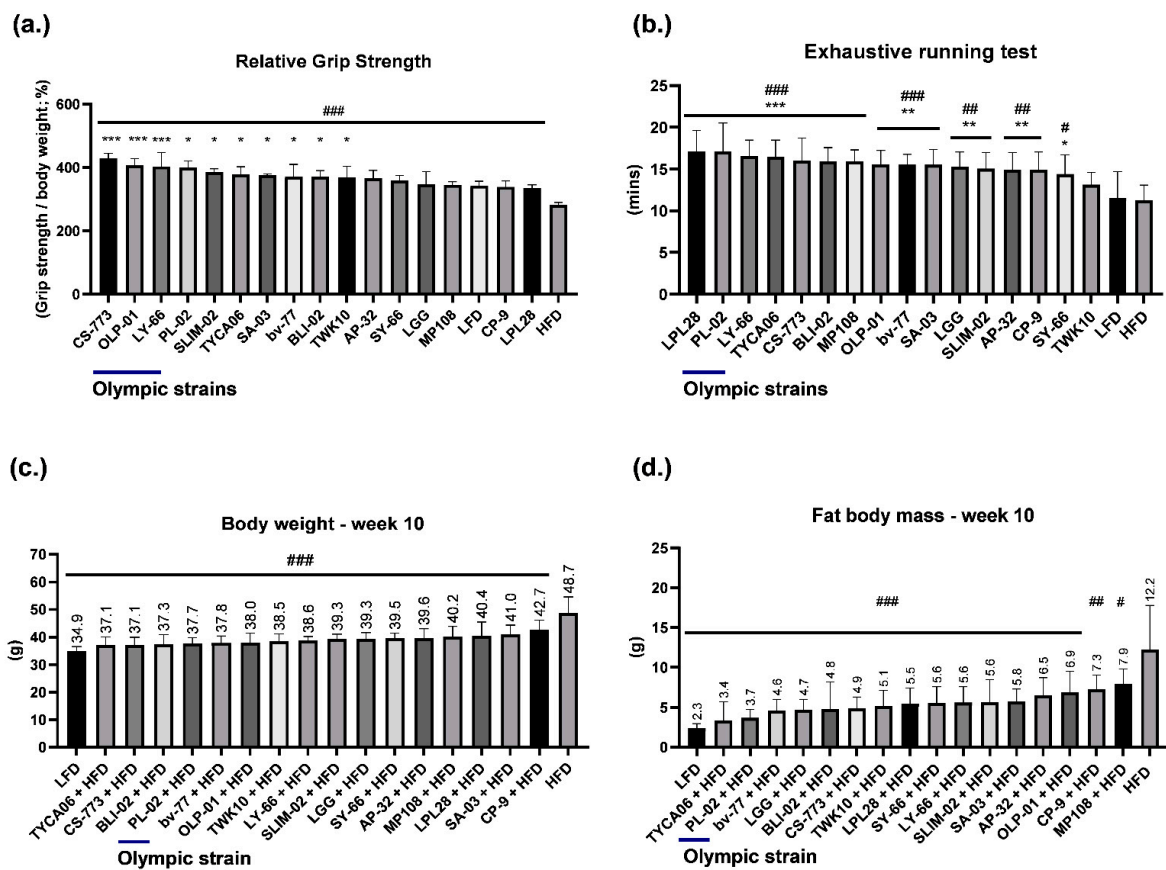 (a.)
Relative Grip Strength
(Grip strength / body weight; %)
600
400
200
0
###
*** *** *** * * * * * * *
CS-773
OLP-01
LY-66
PL-02
SLIM-02
TYCA06
SA-03
bv-77
BLI-02
TWK10
AP-32
SY-66
LGG
MP108
LFD
CP-9
LPL28
HFD
Olympic strains
(b.)
Exhaustive running test
(mins)
25
20
15
10
5
0
### ### ## ## #
*** ** ** ** *
LPL28
PL-02
LY-66
TYCA06
CS-773
BLI-02
MP108
OLP-01
bv-77
SA-03
LGG
SLIM-02
AP-32
CP-9
SY-66
TWK10
LFD
HFD
Olympic strains
(c.)
Body weight - week 10
(g)
70
60
50
40
30
20
10
0
###
34.9
37.1
37.1
37.3
37.7
37.8
38.0
38.5
38.6
39.3
39.3
39.5
39.6
40.2
40.4
41.0
42.7
48.7
LFD
TYCA06 + HFD
CS-773 + HFD
BLI-02 + HFD
PL-02 + HFD
bv-77 + HFD
OLP-01 + HFD
TWK10 + HFD
LY-66 + HFD
SLIM-02 + HFD
LGG + HFD
SY-66 + HFD
AP-32 + HFD
MP108 + HFD
LPL28 + HFD
SA-03 + HFD
CP-9 + HFD
HFD
Olympic strain
(d.)
Fat body mass - week 10
(g)
25
20
15
10
5
0
### ## #
2.3
3.4
3.7
4.6
4.7
4.8
4.9
5.1
5.5
5.6
5.6
5.6
5.8
6.5
6.9
7.3
7.9
12.2
LFD
TYCA06 + HFD
PL-02 + HFD
bv-77 + HFD
LGG + HFD
BLI-02 + HFD
CS-773 + HFD
TWK10 + HFD
LPL28 + HFD
SY-66 + HFD
LY-66 + HFD
SLIM-02 + HFD
SA-03 + HFD
AP-32 + HFD
OLP-01 + HFD
CP-9 + HFD
MP108 + HFD
HFD
Olympic strain